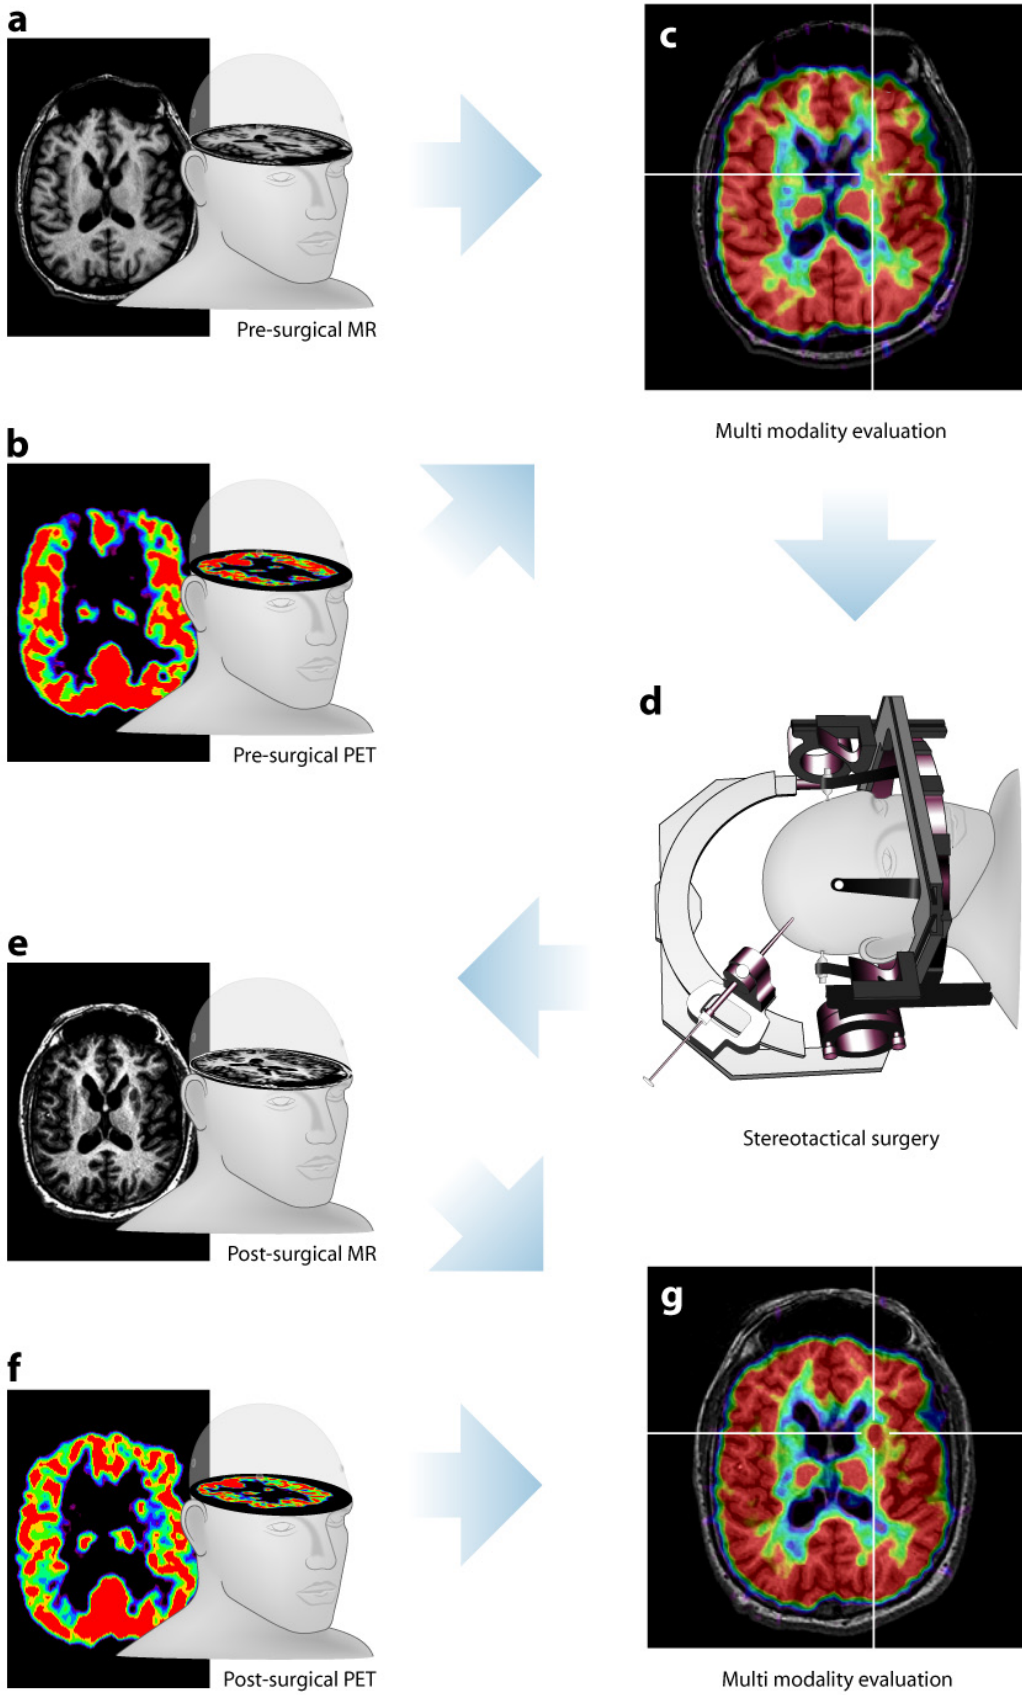 a
Pre-surgical MR
c
Multi modality evaluation
b
Pre-surgical PET
d
Stereotactical surgery
e
Post-surgical MR
f
Post-surgical PET
g
Multi modality evaluation